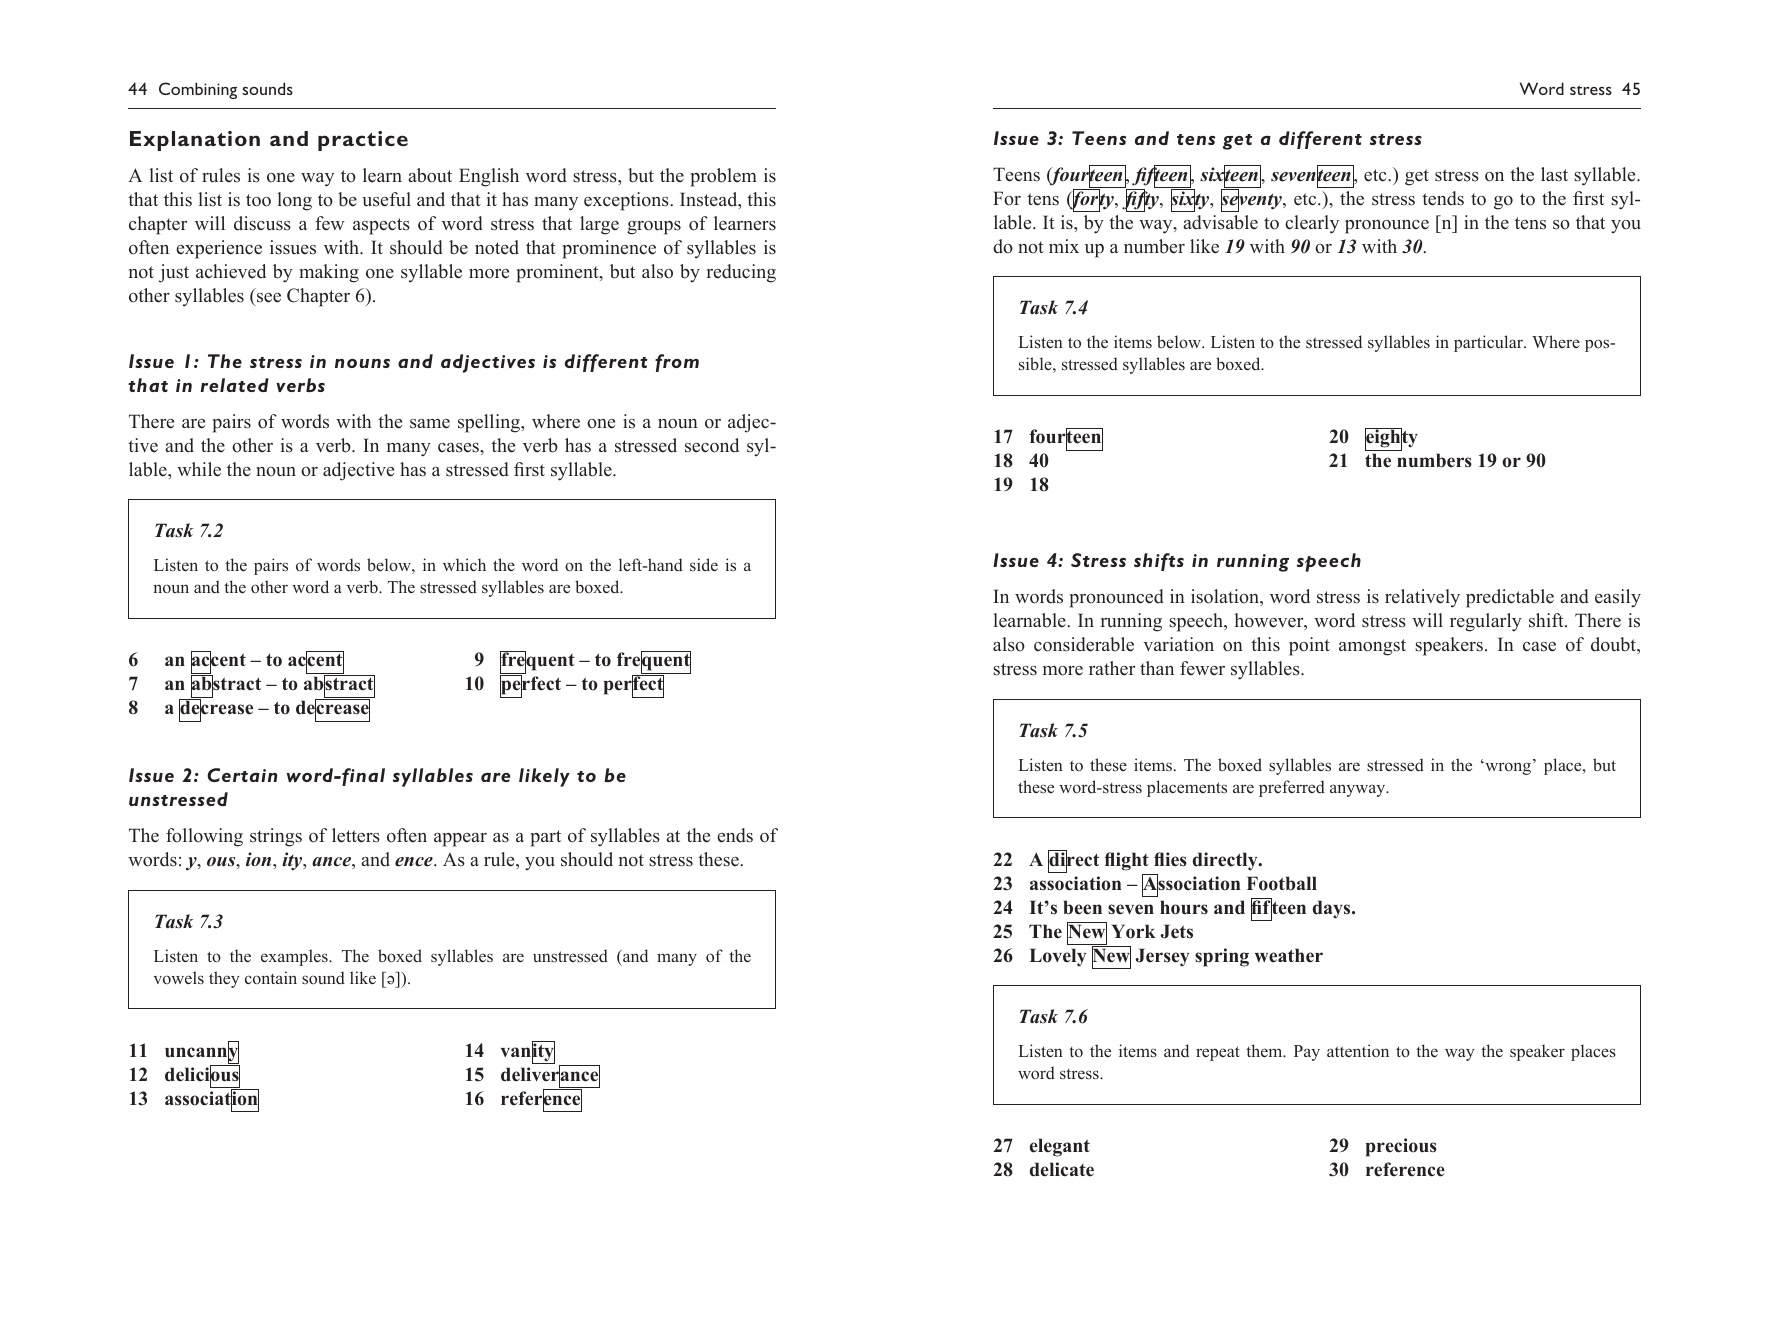 44 Combining sounds
Explanation and practice
A list of rules is one way to learn about English word stress, but the problem is
that this list is too long to be useful and that it has many exceptions. Instead, this
chapter will discuss a few aspects of word stress that large groups of learners
often experience issues with. It should be noted that prominence of syllables is
not just achieved by making one syllable more prominent, but also by reducing
other syllables (see Chapter 6).
Issue 1: The stress in nouns and adjectives is different from
that in related verbs
There are pairs of words with the same spelling, where one is a noun or adjec-
tive and the other is a verb. In many cases, the verb has a stressed second syl-
lable, while the noun or adjective has a stressed first syllable.
Task 7.2
Listen to the pairs of words below, in which the word on the left-hand side is a
noun and the other word a verb. The stressed syllables are boxed.
6 an accent – to accent
7 an abstract – to abstract
8 a decrease – to decrease
9 frequent – to frequent
10 perfect – to perfect
Issue 2: Certain word-final syllables are likely to be
unstressed
The following strings of letters often appear as a part of syllables at the ends of
words: y, ous, ion, ity, ance, and ence. As a rule, you should not stress these.
Task 7.3
Listen to the examples. The boxed syllables are unstressed (and many of the
vowels they contain sound like [ə]).
11 uncanny
12 delicious
13 association
14 vanity
15 deliverance
16 reference
Word stress 45
Issue 3: Teens and tens get a different stress
Teens (fourteen, fifteen, sixteen, seventeen, etc.) get stress on the last syllable.
For tens (forty, fifty, sixty, seventy, etc.), the stress tends to go to the first syl-
lable. It is, by the way, advisable to clearly pronounce [n] in the tens so that you
do not mix up a number like 19 with 90 or 13 with 30.
Task 7.4
Listen to the items below. Listen to the stressed syllables in particular. Where pos-
sible, stressed syllables are boxed.
17 fourteen
18 40
19 18
20 eighty
21 the numbers 19 or 90
Issue 4: Stress shifts in running speech
In words pronounced in isolation, word stress is relatively predictable and easily
learnable. In running speech, however, word stress will regularly shift. There is
also considerable variation on this point amongst speakers. In case of doubt,
stress more rather than fewer syllables.
Task 7.5
Listen to these items. The boxed syllables are stressed in the ‘wrong’ place, but
these word-stress placements are preferred anyway.
22 A direct flight flies directly.
23 association – Association Football
24 It’s been seven hours and fifteen days.
25 The New York Jets
26 Lovely New Jersey spring weather
Task 7.6
Listen to the items and repeat them. Pay attention to the way the speaker places
word stress.
27 elegant
28 delicate
29 precious
30 reference